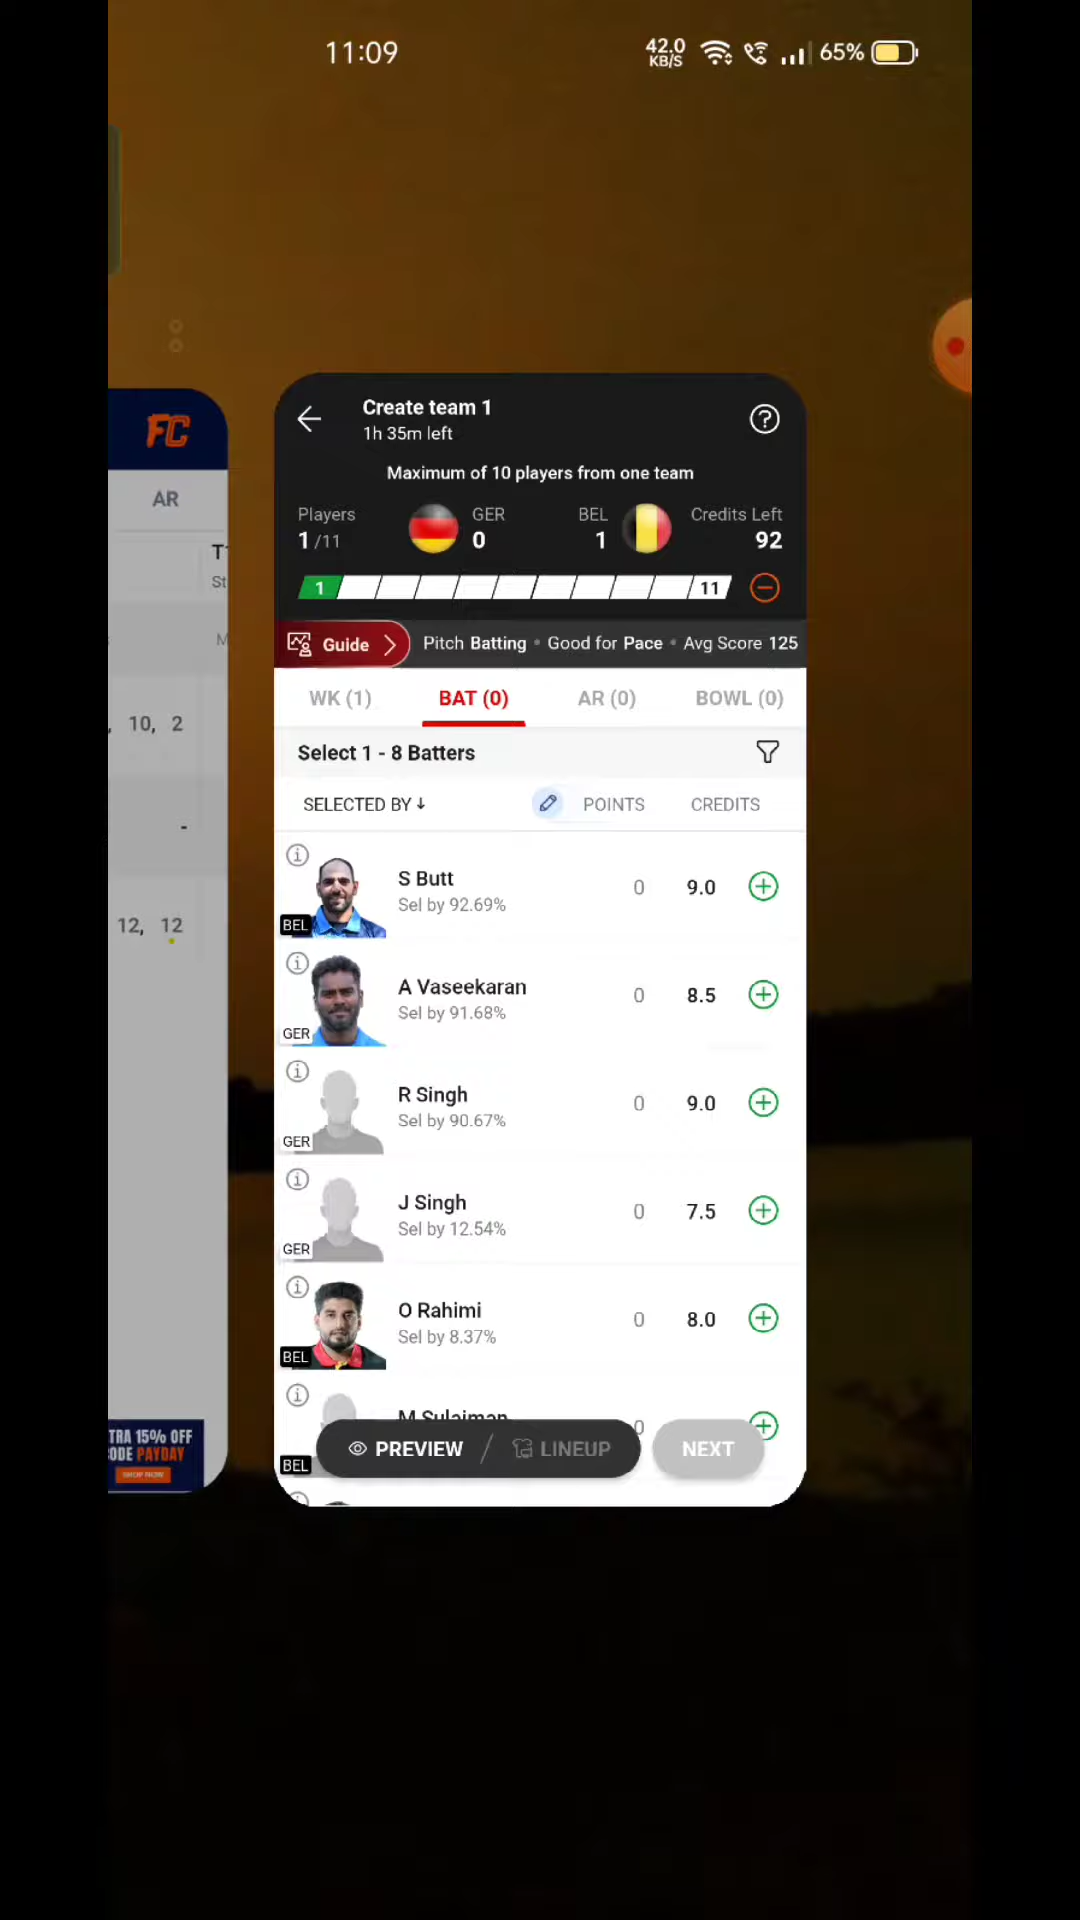 11:09
42.0
KB/S
65%
FC
AR
10, 2
-
12, 12
TRA 15% OFF
ODE PAYDAY
SHOP NOW
Create team 1
1h 35m left
Maximum of 10 players from one team
Players
1/11
GER
0
BEL
1
Credits Left
92
1
11
Guide
Pitch Batting • Good for Pace • Avg Score 125
WK (1)
BAT (0)
AR (0)
BOWL (0)
Select 1 - 8 Batters
SELECTED BY ↓
POINTS
CREDITS
S Butt
Sel by 92.69%
0
9.0
BEL
A Vaseekaran
Sel by 91.68%
0
8.5
GER
R Singh
Sel by 90.67%
0
9.0
GER
J Singh
Sel by 12.54%
0
7.5
GER
O Rahimi
Sel by 8.37%
0
8.0
BEL
M Sulaiman
0
BEL
PREVIEW / LINEUP
NEXT